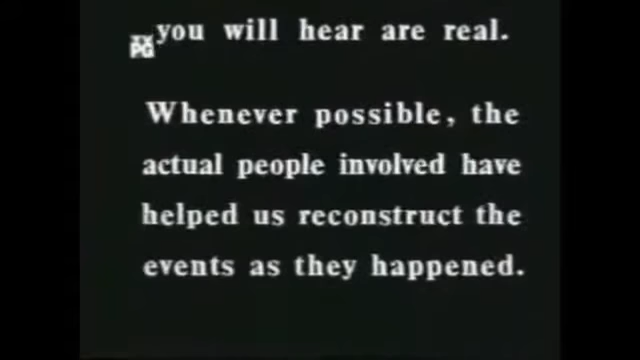 you will hear are real.
PG
Whenever possible, the
actual people involved have
helped us reconstruct the
events as they happened.